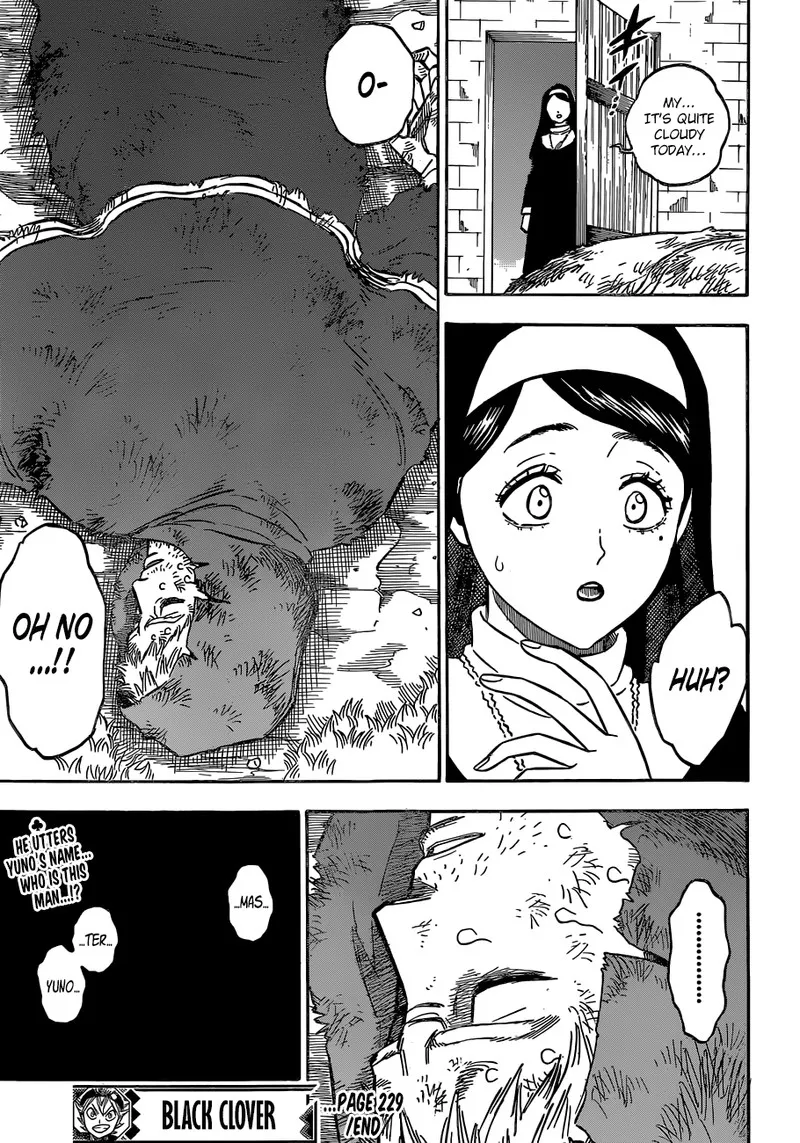 MY...
IT'S QUITE
CLOUDY
TODAY...
HUH?
O-
OH NO
...!!
............
...MAS...
...TER...
YUNO...
HE UTTERS
YUNO'S NAME...
WHO IS THIS
MAN...!?
BLACK CLOVER
...PAGE 229
/END